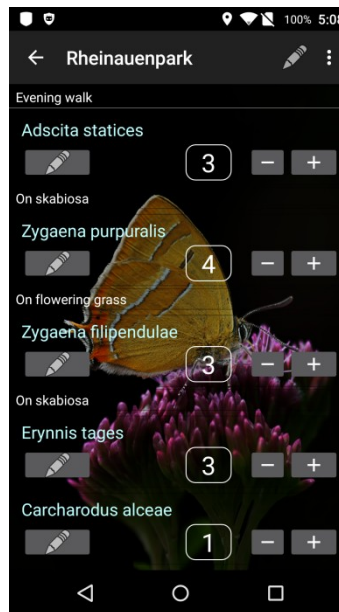 100% 5:08
Rheinauenpark
Evening walk
Adscita statices
3 − +
On skabiosa
Zygaena purpuralis
4 − +
On flowering grass
Zygaena filipendulae
3 − +
On skabiosa
Erynnis tages
3 − +
Carcharodus alceae
1 − +